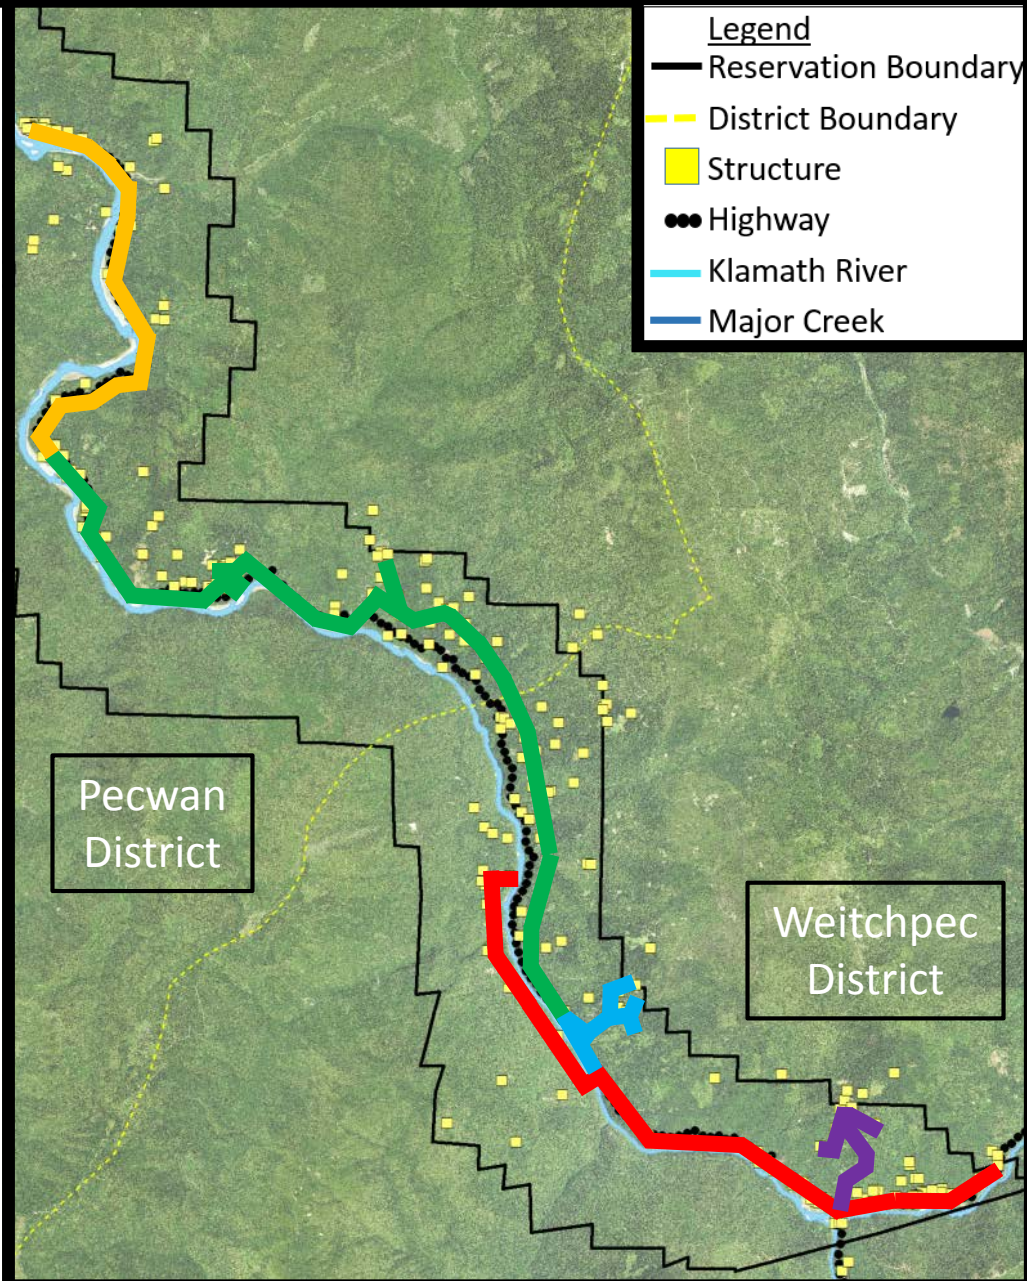 Legend
Reservation Boundary
District Boundary
Structure
Highway
Klamath River
Major Creek
Pecwan
District
Weitchpec
District